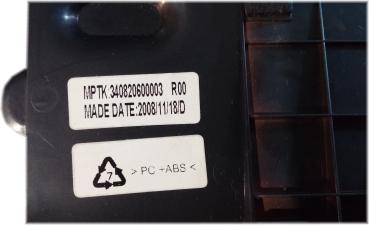 MPTK:340820600003 R00
MADE DATE:2008/11/18/D
7 > PC +ABS <